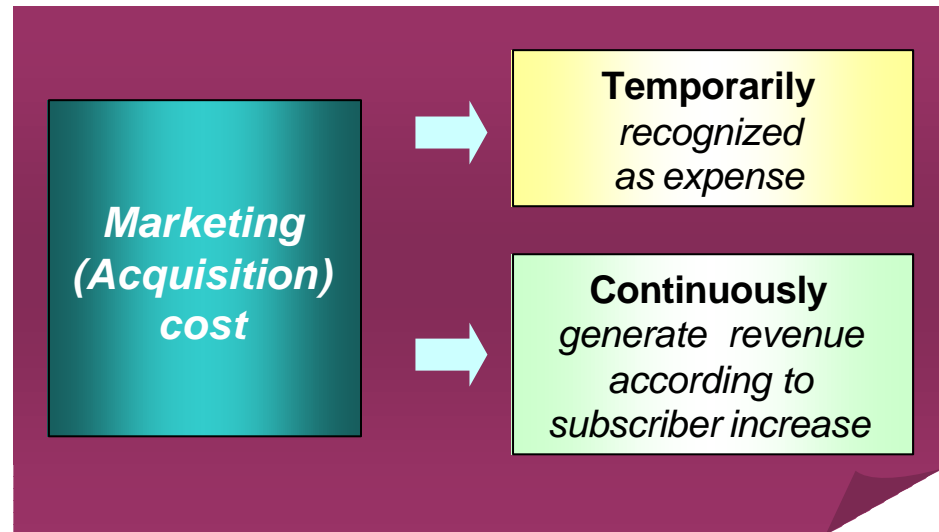 Marketing
(Acquisition)
cost
Temporarily
recognized
as expense
Continuously
generate revenue
according to
subscriber increase